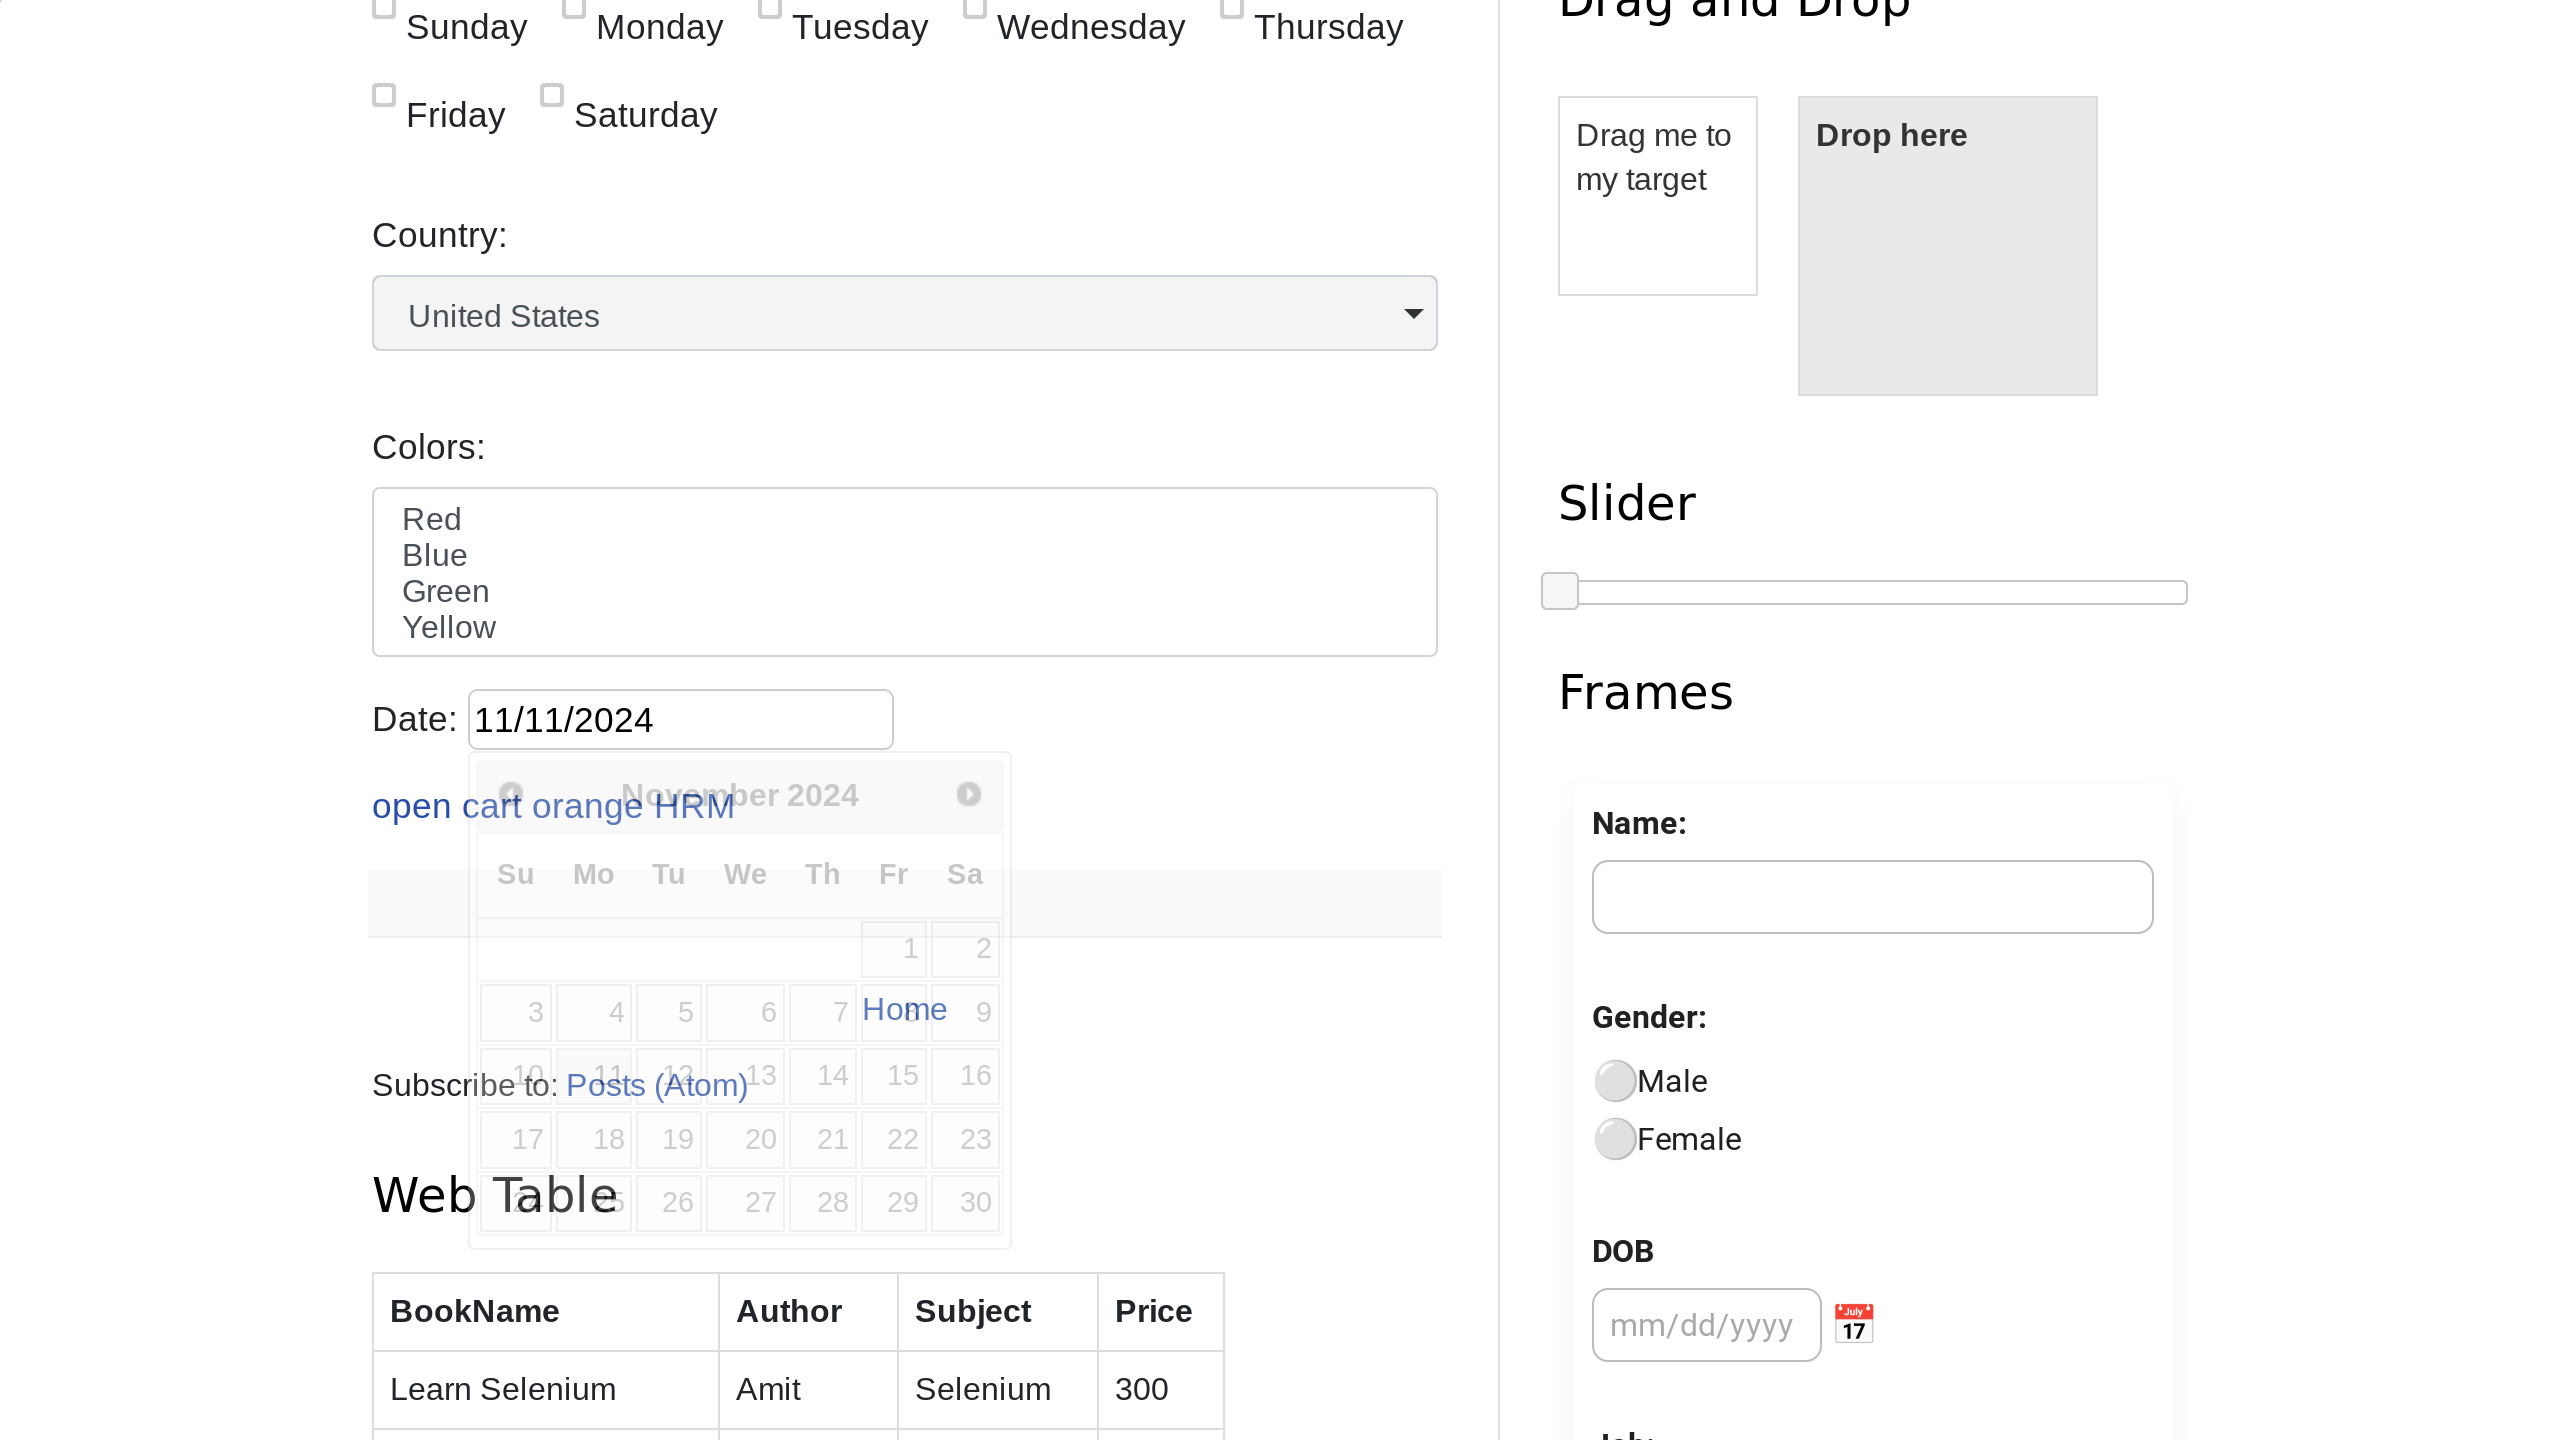 Sunday Monday Tuesday Wednesday Thursday
Friday Saturday
Country:
United States
Colors:
Red
Blue
Green
Yellow
Date: 11/11/2024
open cart orange HRM
November 2024
Su Mo Tu We Th Fr Sa
1 2
3 4 5 6 7 8 9
Home
10 11 12 13 14 15 16
Subscribe to: Posts (Atom)
17 18 19 20 21 22 23
24 25 26 27 28 29 30
Web Table
BookName Author Subject Price
Learn Selenium Amit Selenium 300
Drag and Drop
Drag me to
my target
Drop here
Slider
Frames
Name:
Gender:
Male
Female
DOB
mm/dd/yyyy
July
17
Job: